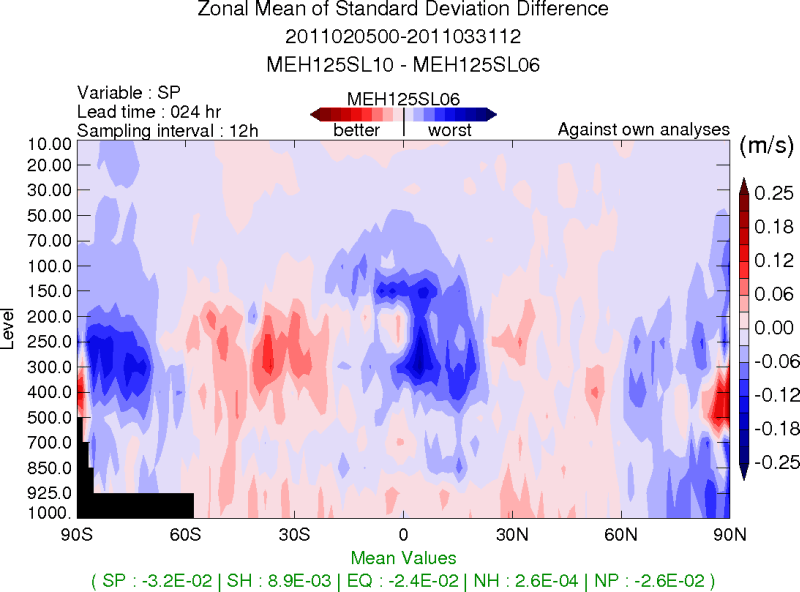 Zonal Mean of Standard Deviation Difference
2011020500-2011033112
MEH125SL10 - MEH125SL06
Variable : SP
Lead time : 024 hr
Sampling interval : 12h
MEH125SL06
better worst
Against own analyses
(m/s)
Level
10.00
20.00
30.00
50.00
70.00
100.0
150.0
200.0
250.0
300.0
400.0
500.0
700.0
850.0
925.0
1000.
0.25
0.18
0.12
0.06
0.00
-0.06
-0.12
-0.18
-0.25
90S 60S 30S 0 30N 60N 90N
Mean Values
( SP : -3.2E-02 | SH : 8.9E-03 | EQ : -2.4E-02 | NH : 2.6E-04 | NP : -2.6E-02 )